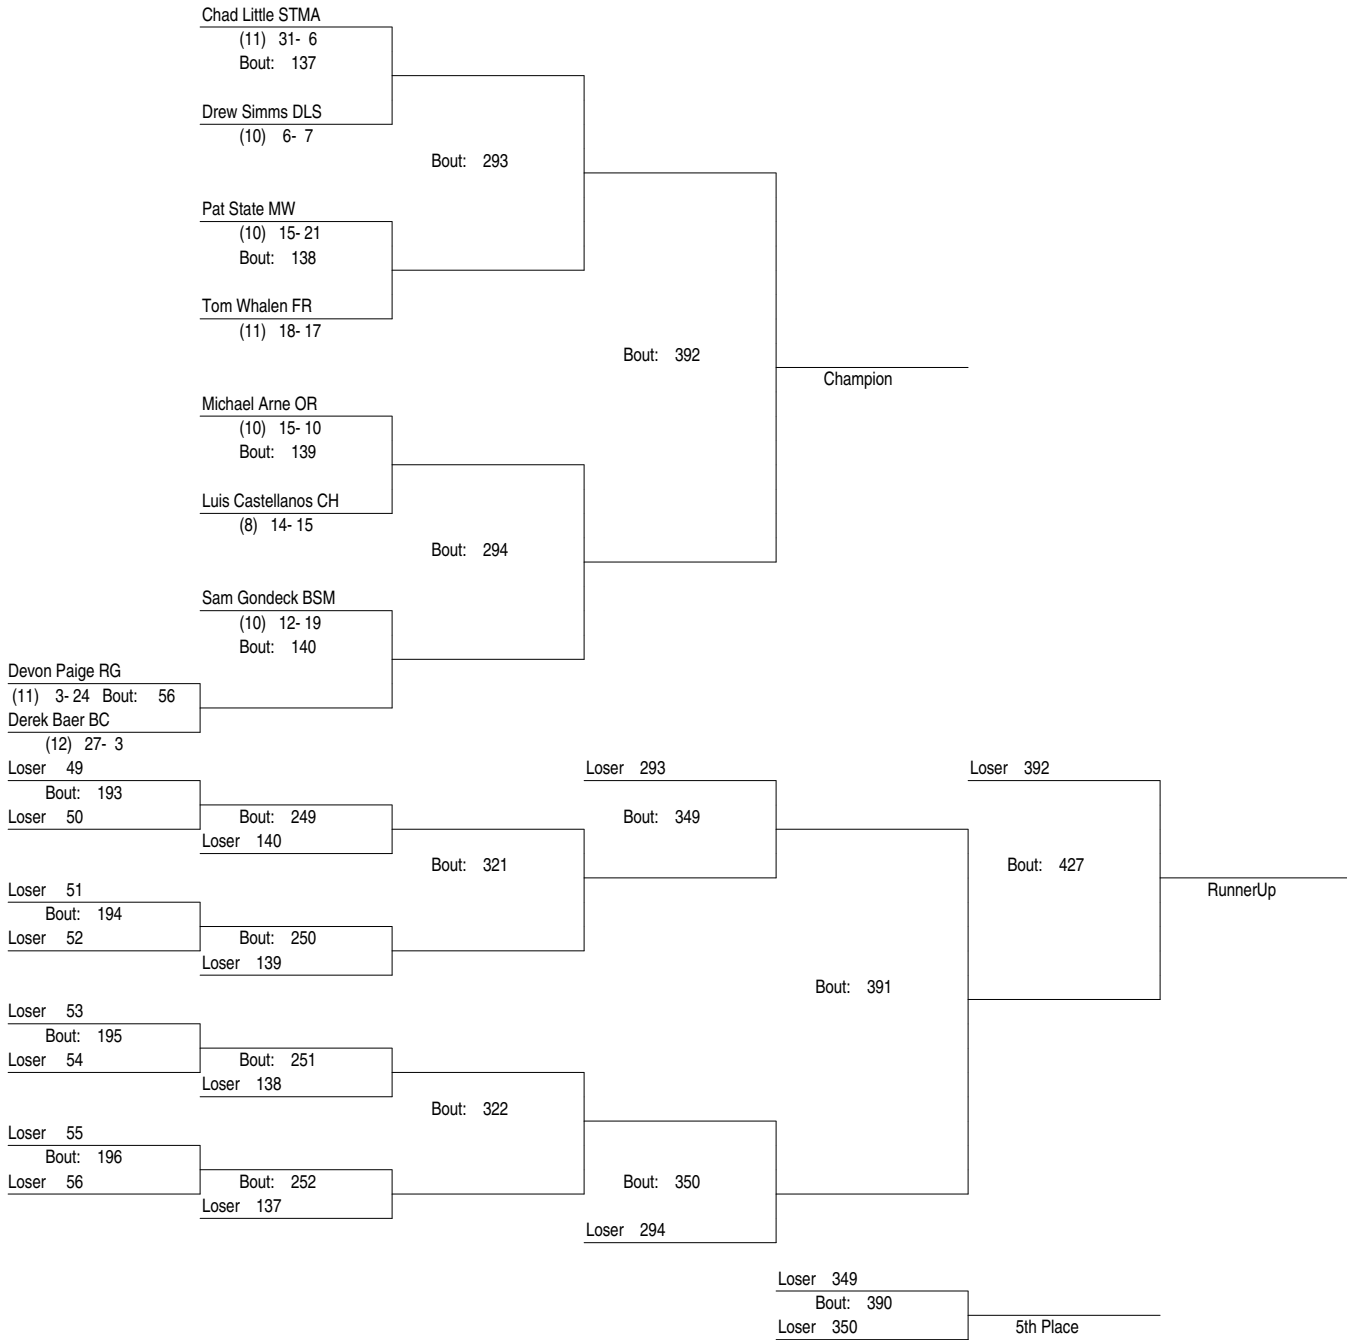 Chad Little STMA
(11) 31- 6
Bout: 137
Drew Simms DLS
(10) 6- 7
Bout: 293
Pat State MW
(10) 15- 21
Bout: 138
Tom Whalen FR
(11) 18- 17
Bout: 392
Champion
Michael Arne OR
(10) 15- 10
Bout: 139
Luis Castellanos CH
(8) 14- 15
Bout: 294
Sam Gondeck BSM
(10) 12- 19
Bout: 140
Devon Paige RG
(11) 3- 24 Bout: 56
Derek Baer BC
(12) 27- 3
Loser 49
Bout: 193
Loser 50
Bout: 249
Loser 140
Bout: 321
Loser 293
Bout: 349
Loser 392
Bout: 427
RunnerUp
Loser 51
Bout: 194
Loser 52
Bout: 250
Loser 139
Bout: 391
Loser 53
Bout: 195
Loser 54
Bout: 251
Loser 138
Bout: 322
Loser 55
Bout: 196
Loser 56
Bout: 252
Loser 137
Bout: 350
Loser 294
Loser 349
Bout: 390
Loser 350
5th Place